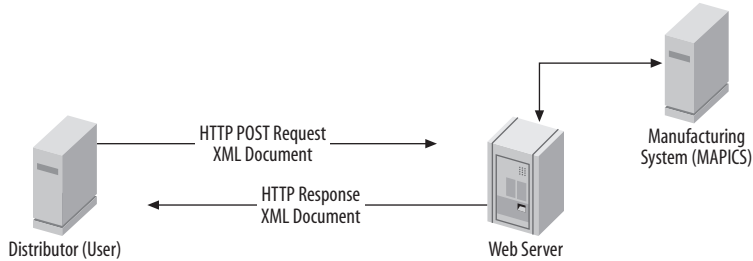 HTTP POST Request
XML Document
HTTP Response
XML Document
Distributor (User)
Web Server
Manufacturing
System (MAPICS)